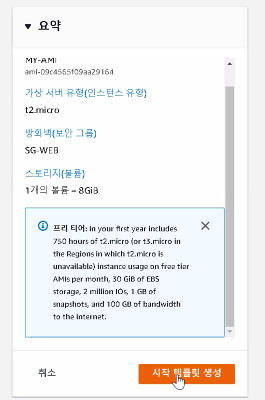 ▼ 요약
MY-AMI
ami-09c4565f09aa29164
가상 서버 유형(인스턴스 유형)
t2.micro
방화벽(보안 그룹)
SG-WEB
스토리지(볼륨)
1개의 볼륨 – 8GiB
프리 티어: In your first year includes
750 hours of t2.micro (or t3.micro in
the Regions in which t2.micro is
unavailable) instance usage on free tier
AMIs per month, 30 GiB of EBS
storage, 2 million IOs, 1 GB of
snapshots, and 100 GB of bandwidth
to the internet.
취소
시작 템플릿 생성